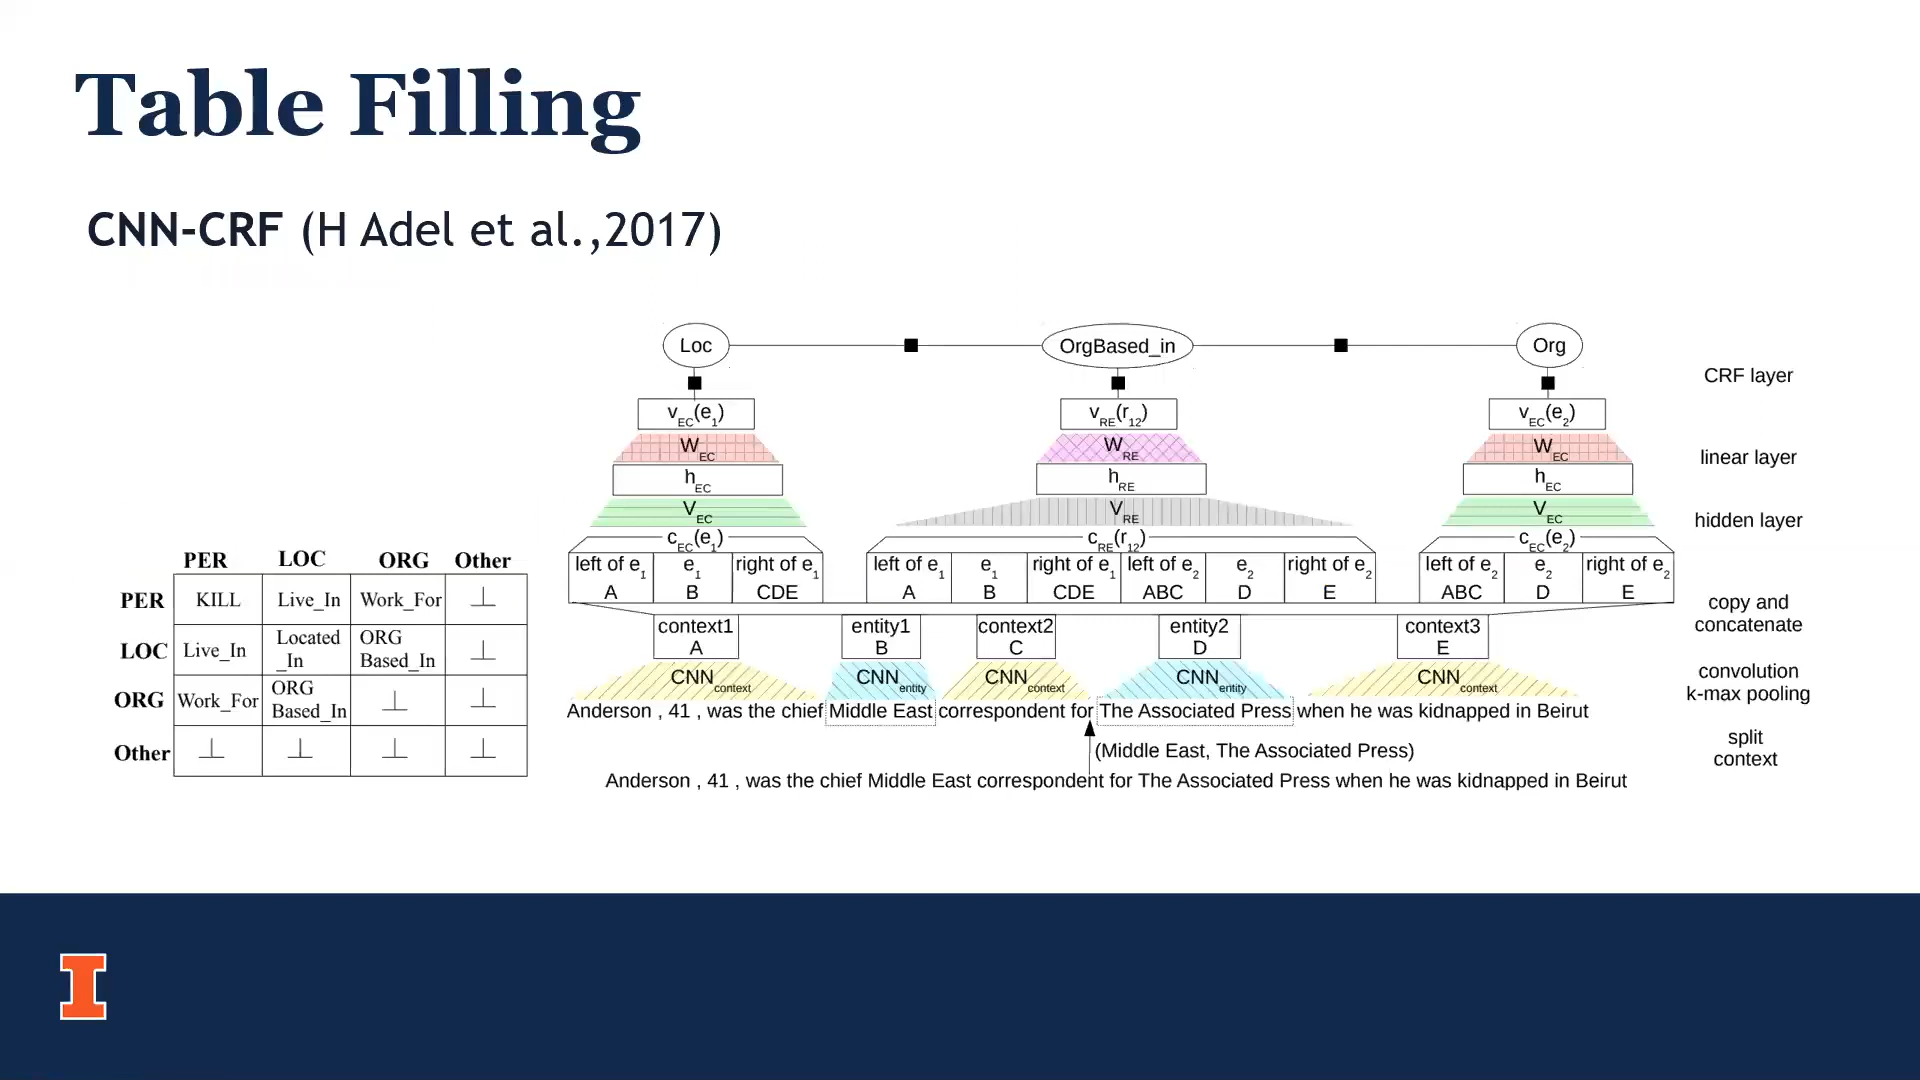 Table Filling
CNN-CRF (H Adel et al.,2017)
Loc OrgBased_in Org
CRF layer
vEC(e1) vRE(r12) vEC(e2)
WEC WRE WEC
linear layer
hEC hRE hEC
VEC VRE VEC
hidden layer
cEC(e1) cRE(r12) cEC(e2)
left of e1 e1 right of e1 left of e1 e1 right of e1 left of e2 e2 right of e2 left of e2 e2 right of e2
A B CDE A B CDE ABC D E ABC D E
copy and
concatenate
context1 entity1 context2 entity2 context3
A B C D E
CNNcontext CNNentity CNNcontext CNNentity CNNcontext
convolution
k-max pooling
Anderson , 41 , was the chief Middle East correspondent for The Associated Press when he was kidnapped in Beirut
split
context
(Middle East, The Associated Press)
Anderson , 41 , was the chief Middle East correspondent for The Associated Press when he was kidnapped in Beirut
PER LOC ORG Other
PER KILL Live_In Work_For ⊥
LOC Live_In Located _In ORG Based_In ⊥
ORG Work_For ORG Based_In ⊥ ⊥
Other ⊥ ⊥ ⊥ ⊥
I